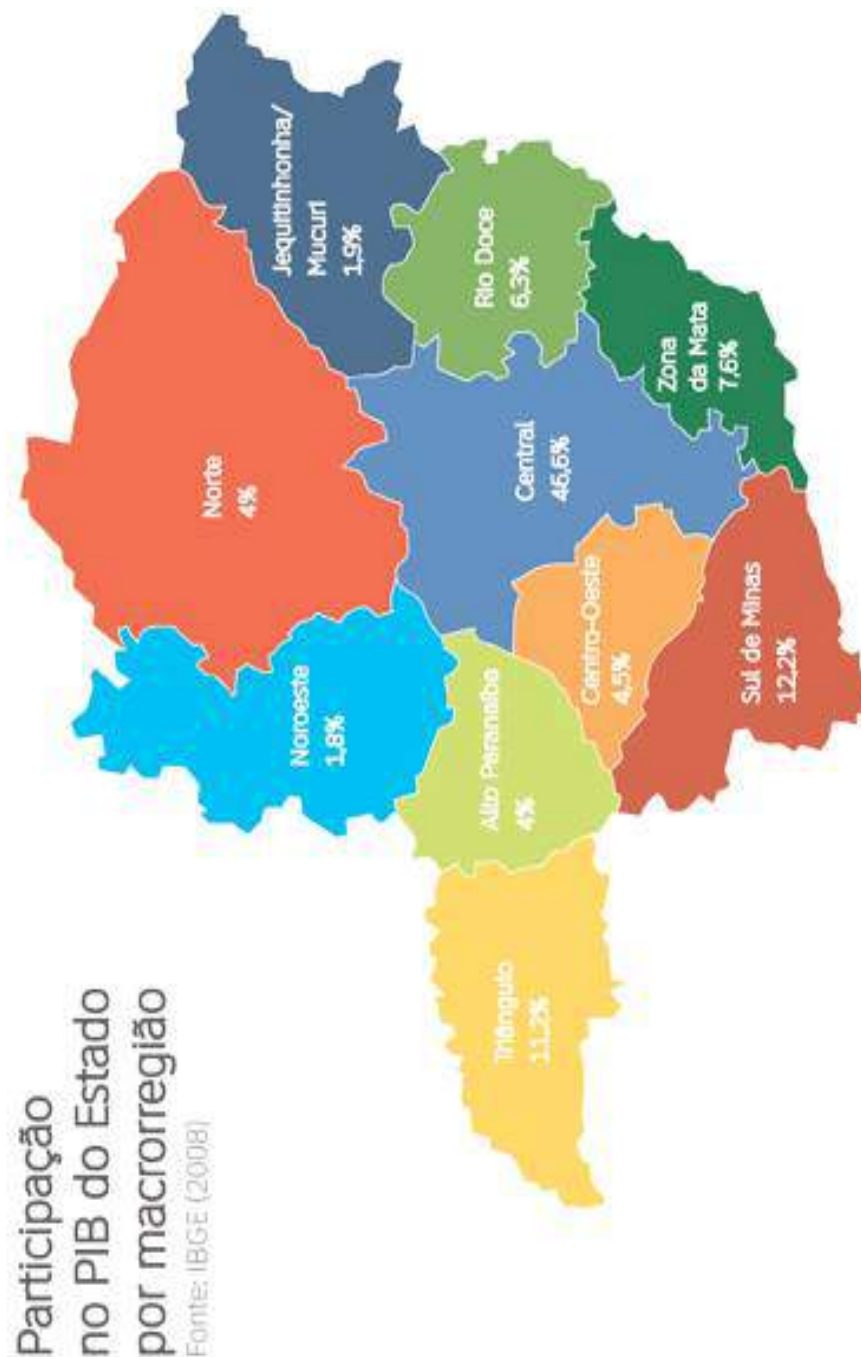 Participação
no PIB do Estado
por macrorregião
Fonte: IBGE (2008)
Noroeste
1,8%
Norte
4%
Jequitinhonha/
Mucuri
1,9%
Triângulo
11,2%
Alto Paranaíba
4%
Central
46,6%
Rio Doce
6,3%
Centro-Oeste
4,5%
Zona
da Mata
7,6%
Sul de Minas
12,2%